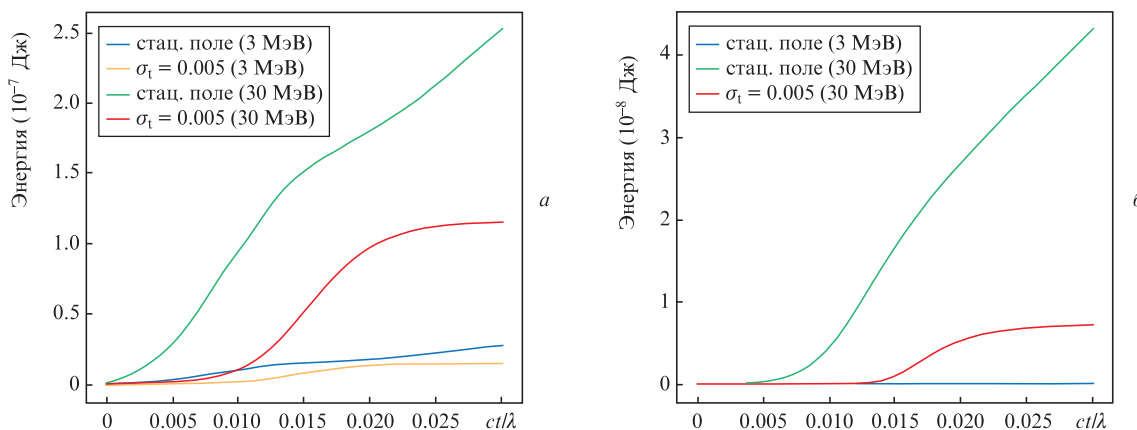 Энергия (10⁻⁷ Дж)
2.5
2.0
1.5
1.0
0.5
0
стац. поле (3 МэВ)
σt = 0.005 (3 МэВ)
стац. поле (30 МэВ)
σt = 0.005 (30 МэВ)
0 0.005 0.010 0.015 0.020 0.025 ct/λ
а
Энергия (10⁻⁸ Дж)
4
3
2
1
0
стац. поле (3 МэВ)
стац. поле (30 МэВ)
σt = 0.005 (30 МэВ)
0 0.005 0.010 0.015 0.020 0.025 ct/λ